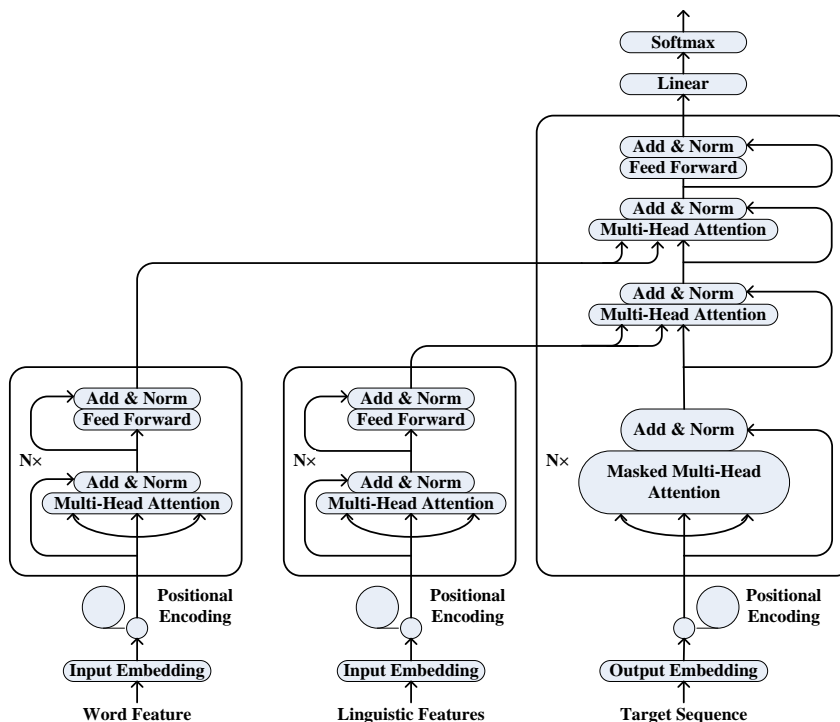 Softmax
Linear
Add & Norm
Feed Forward
Add & Norm
Multi-Head Attention
Add & Norm
Multi-Head Attention
Add & Norm
Feed Forward
Add & Norm
Feed Forward
Add & Norm
N×
N×
N×
Masked Multi-Head
Attention
Add & Norm
Multi-Head Attention
Add & Norm
Multi-Head Attention
Positional
Encoding
Positional
Encoding
Positional
Encoding
Input Embedding
Input Embedding
Output Embedding
Word Feature
Linguistic Features
Target Sequence